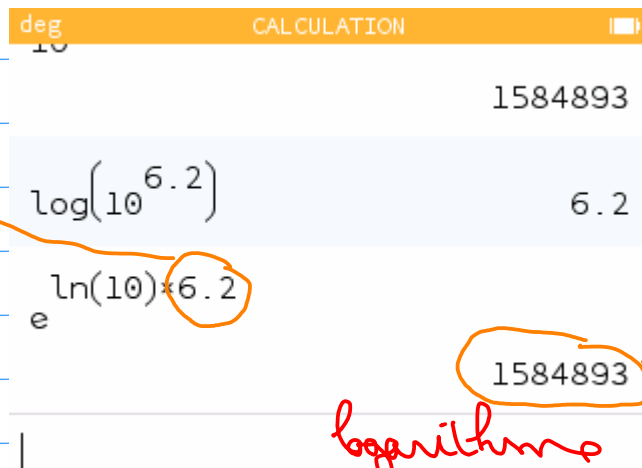 deg CALCULATION
10
1584893
log(10^6.2) 6.2
e^ln(10)*6.2
1584893
logarithme